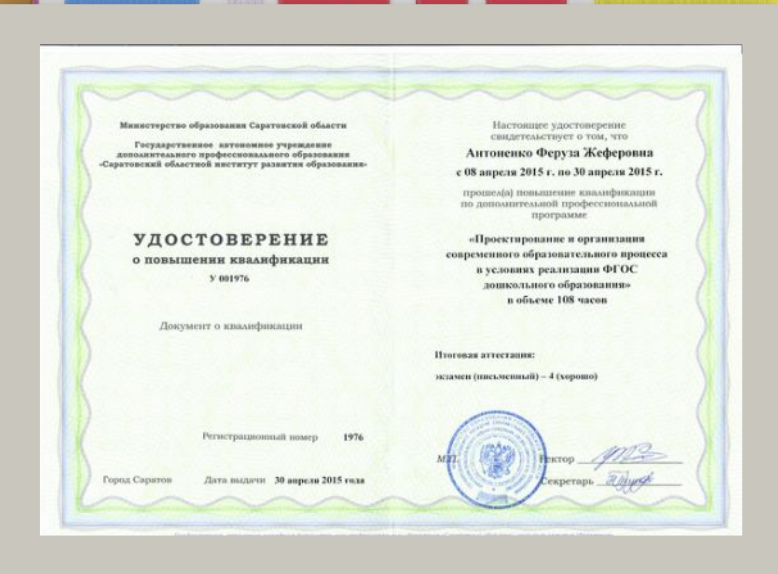 Министерство образования Саратовской области
Государственное автономное учреждение
дополнительного профессионального образования
«Саратовский областной институт развития образования»
УДОСТОВЕРЕНИЕ
о повышении квалификации
У 001976
Документ о квалификации
Регистрационный номер 1976
Город Саратов Дата выдачи 30 апреля 2015 года
Настоящее удостоверение
свидетельствует о том, что
Антоненко Феруза Жеферовна
с 08 апреля 2015 г. по 30 апреля 2015 г.
прошел(а) повышение квалификации
по дополнительной профессиональной
программе
«Проектирование и организация
современного образовательного процесса
в условиях реализации ФГОС
дошкольного образования»
в объеме 108 часов
Итоговая аттестация:
экзамен (письменный) – 4 (хорошо)
М.П.
Ректор
Секретарь